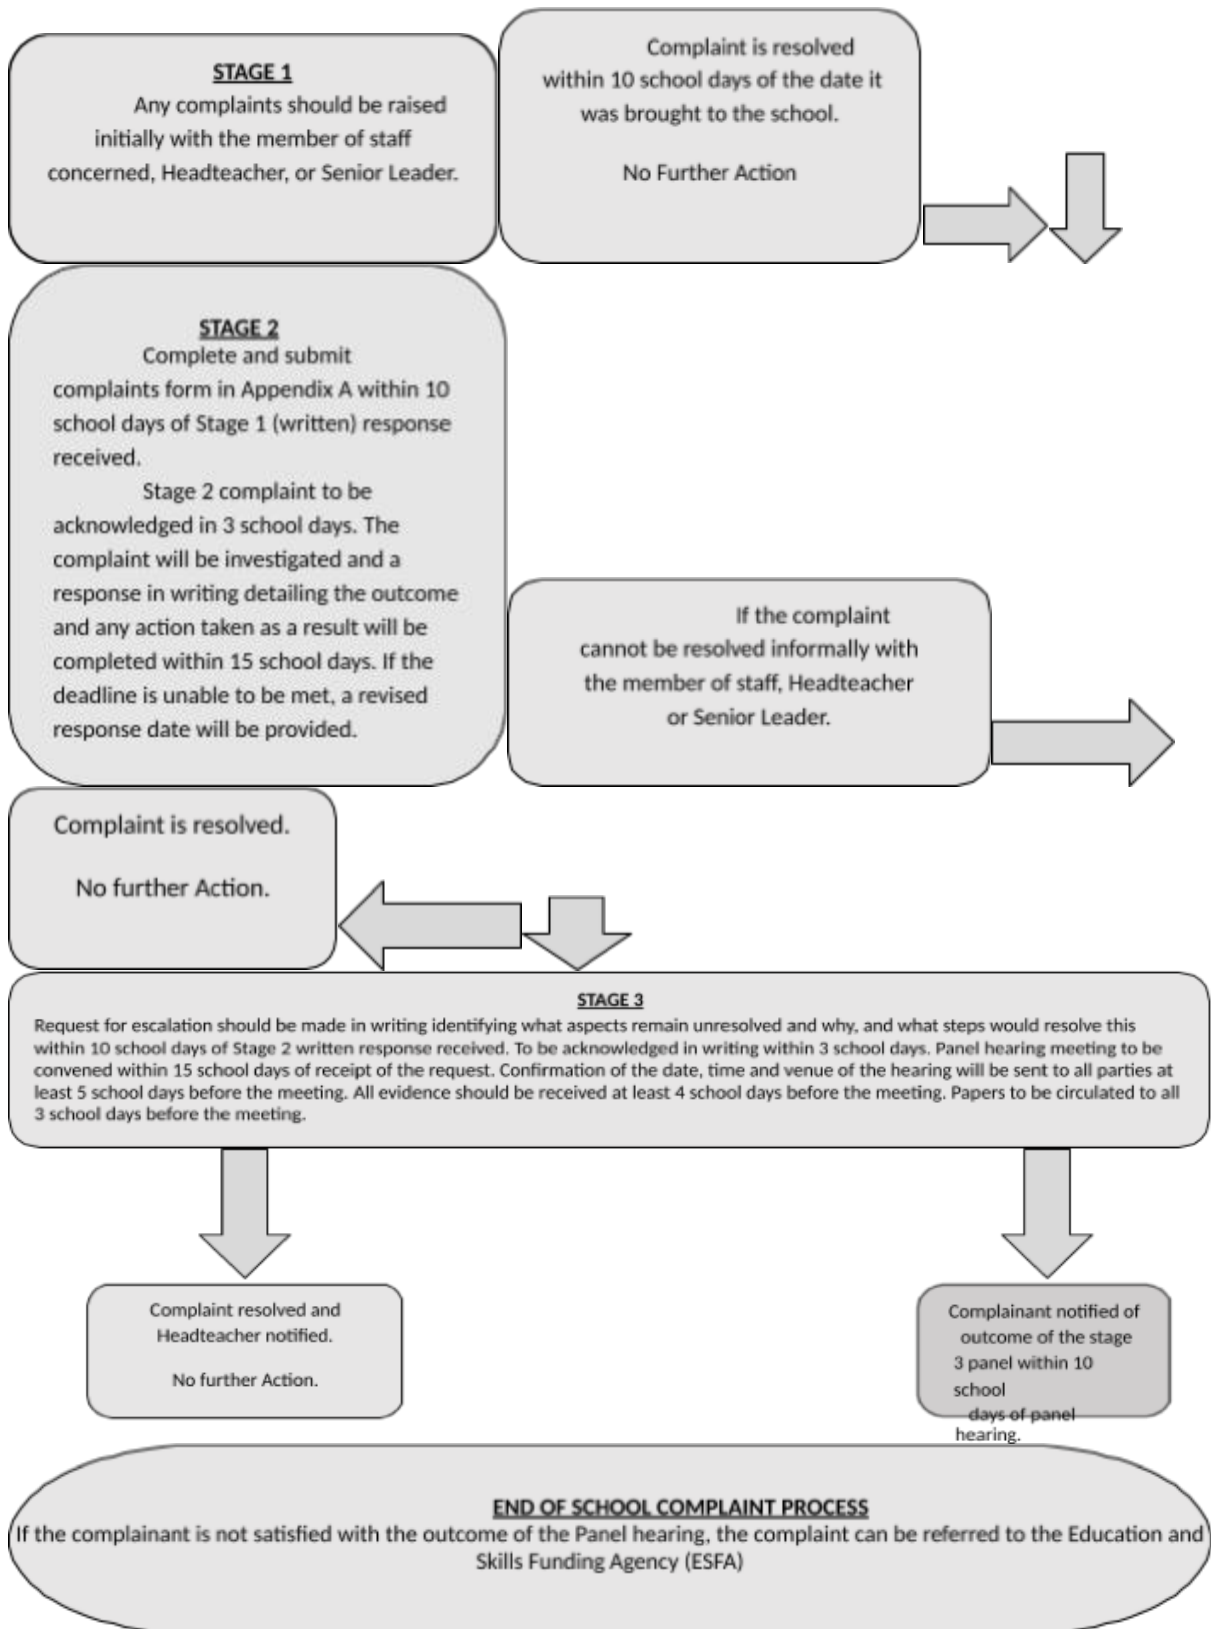 STAGE 1
Any complaints should be raised
initially with the member of staff
concerned, Headteacher, or Senior Leader.
Complaint is resolved
within 10 school days of the date it
was brought to the school.
No Further Action
STAGE 2
Complete and submit
complaints form in Appendix A within 10
school days of Stage 1 (written) response
received.
Stage 2 complaint to be
acknowledged in 3 school days. The
complaint will be investigated and a
response in writing detailing the outcome
and any action taken as a result will be
completed within 15 school days. If the
deadline is unable to be met, a revised
response date will be provided.
If the complaint
cannot be resolved informally with
the member of staff, Headteacher
or Senior Leader.
Complaint is resolved.
No further Action.
STAGE 3
Request for escalation should be made in writing identifying what aspects remain unresolved and why, and what steps would resolve this
within 10 school days of Stage 2 written response received. To be acknowledged in writing within 3 school days. Panel hearing meeting to be
convened within 15 school days of receipt of the request. Confirmation of the date, time and venue of the hearing will be sent to all parties at
least 5 school days before the meeting. All evidence should be received at least 4 school days before the meeting. Papers to be circulated to all
3 school days before the meeting.
Complaint resolved and
Headteacher notified.
No further Action.
Complainant notified of
outcome of the stage
3 panel within 10
school
days of panel
hearing.
END OF SCHOOL COMPLAINT PROCESS
If the complainant is not satisfied with the outcome of the Panel hearing, the complaint can be referred to the Education and
Skills Funding Agency (ESFA)